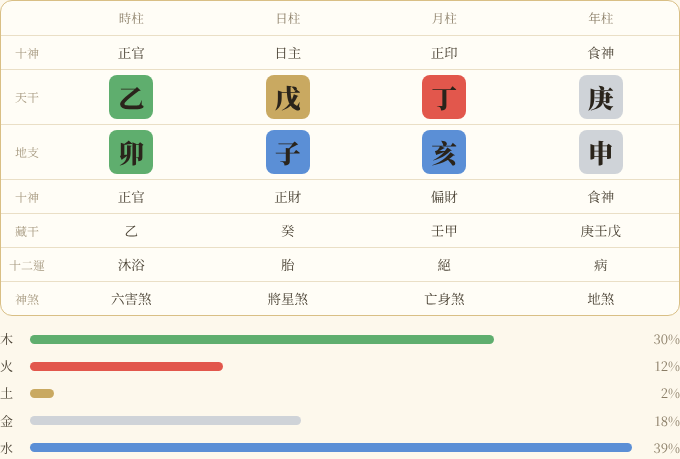 時柱 日柱 月柱 年柱
十神 正官 日主 正印 食神
天干 乙 戊 丁 庚
地支 卯 子 亥 申
十神 正官 正財 偏財 食神
藏干 乙 癸 壬甲 庚壬戊
十二運 沐浴 胎 絕 病
神煞 六害煞 將星煞 亡身煞 地煞
木 30%
火 12%
土 2%
金 18%
水 39%